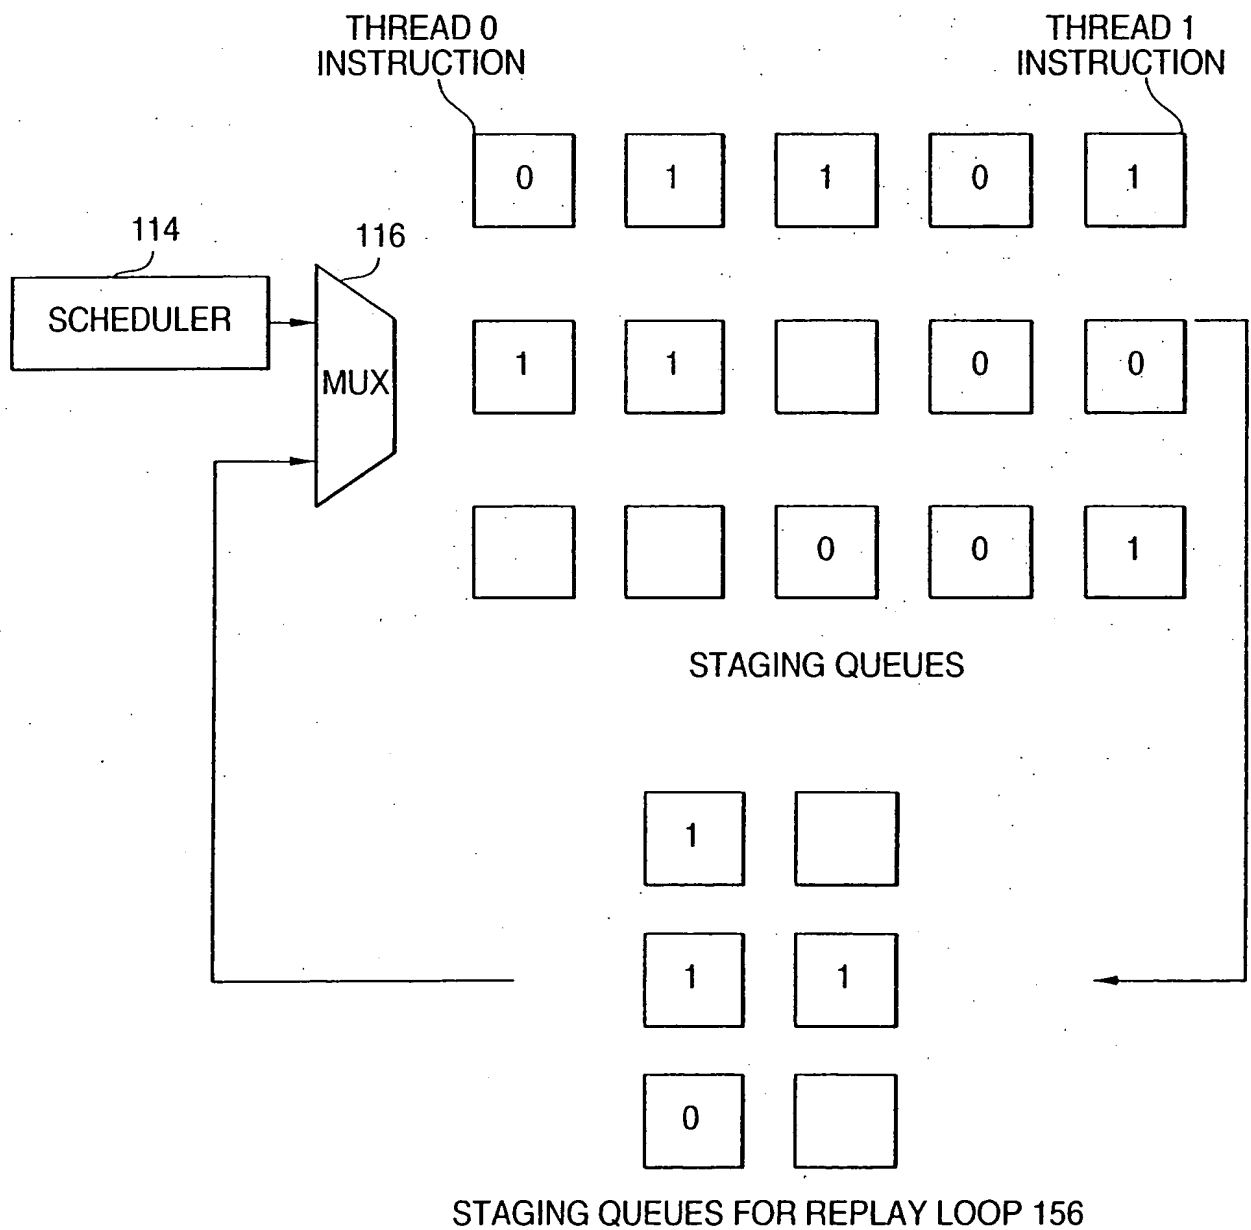 THREAD 0
INSTRUCTION
THREAD 1
INSTRUCTION
0 1 1 0 1
114
116
SCHEDULER
MUX
1 1 0 0
0 0 1
STAGING QUEUES
1
1 1
0
STAGING QUEUES FOR REPLAY LOOP 156